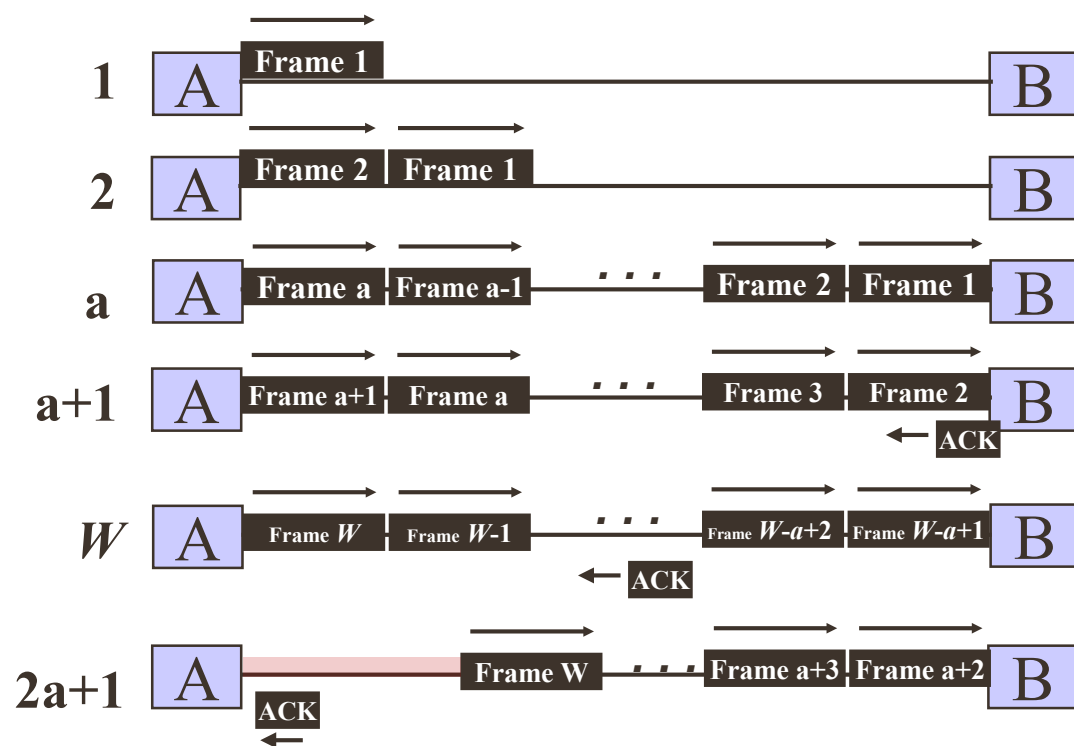 1 A Frame 1 B
2 A Frame 2 Frame 1 B
a A Frame a Frame a-1 . . . Frame 2 Frame 1 B
a+1 A Frame a+1 Frame a . . . Frame 3 Frame 2 B
ACK
W A Frame W Frame W-1 . . . Frame W-a+2 Frame W-a+1 B
ACK
2a+1 A Frame W . . . Frame a+3 Frame a+2 B
ACK